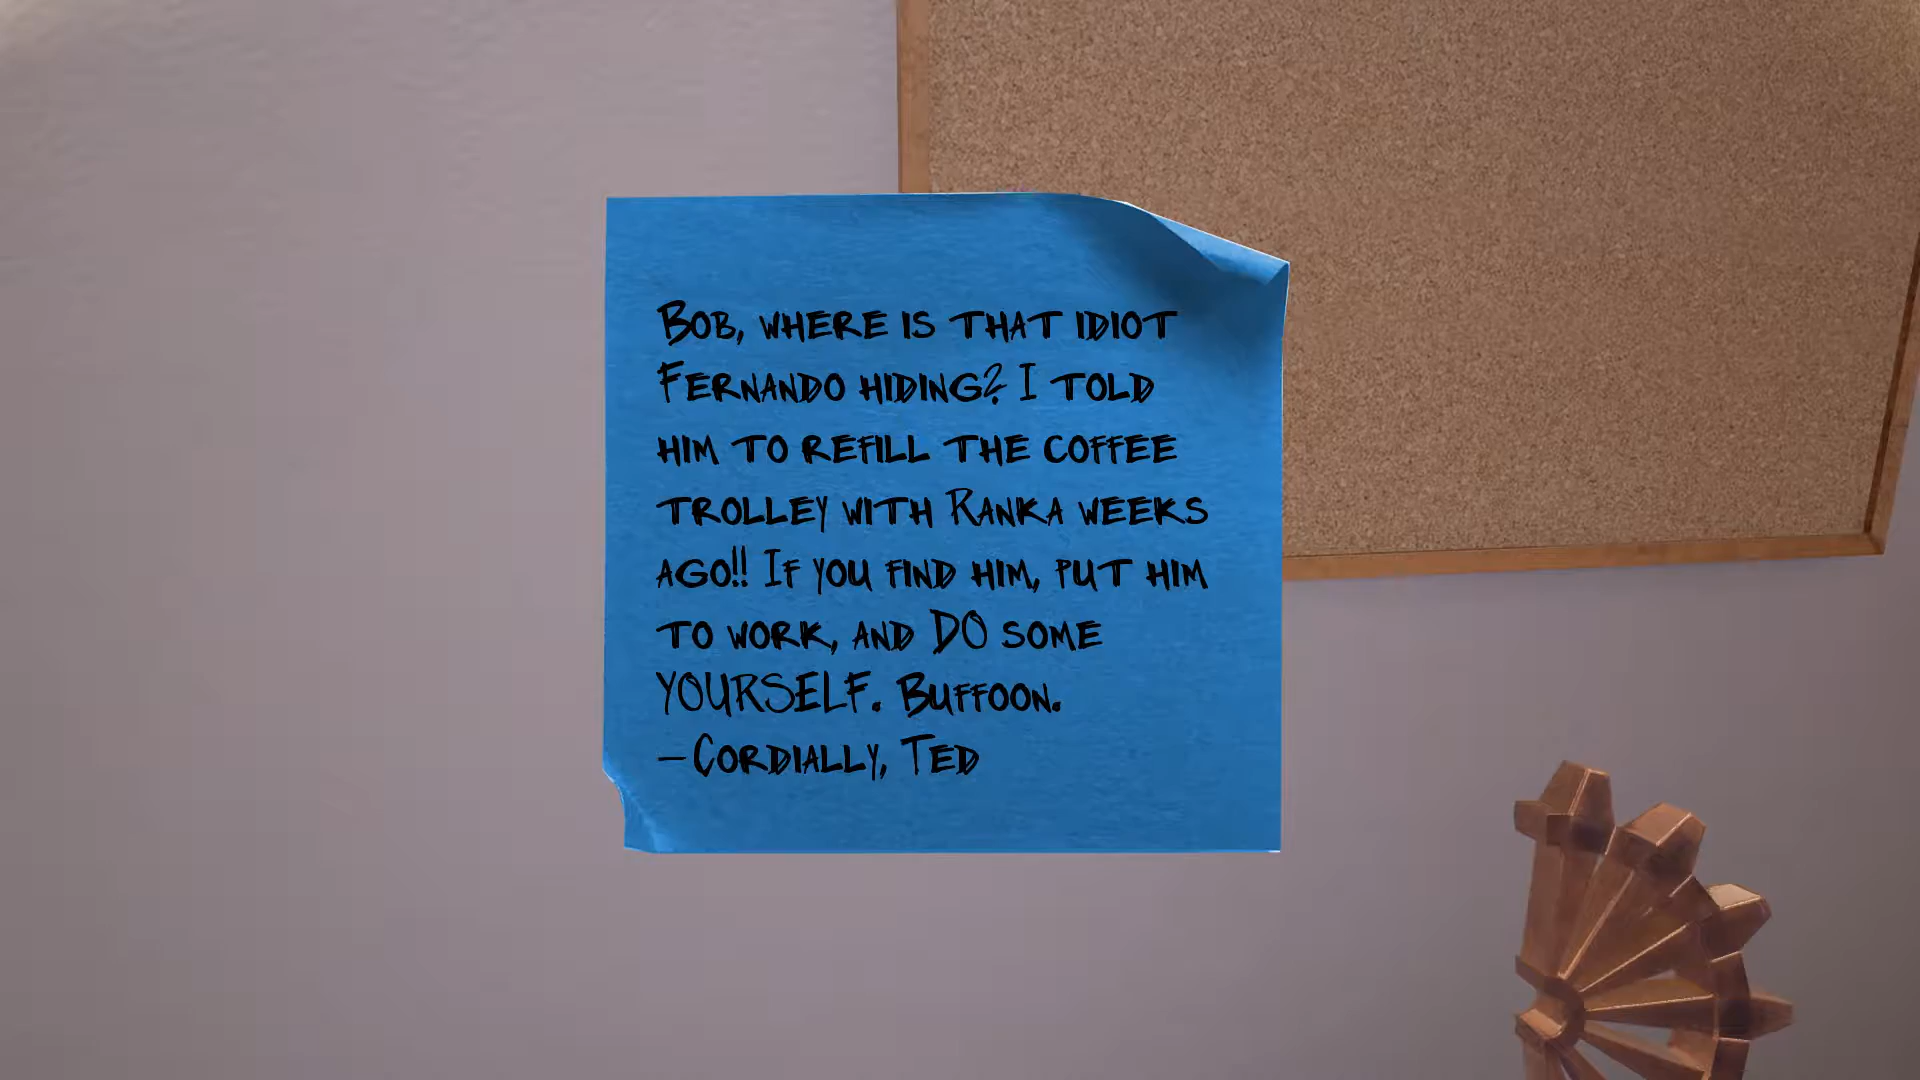 Bob, where is that idiot
Fernando hiding? I told
him to refill the coffee
trolley with Ranka weeks
ago!! If you find him, put him
to work, and DO some
YOURSELF. Buffoon.
—Cordially, Ted